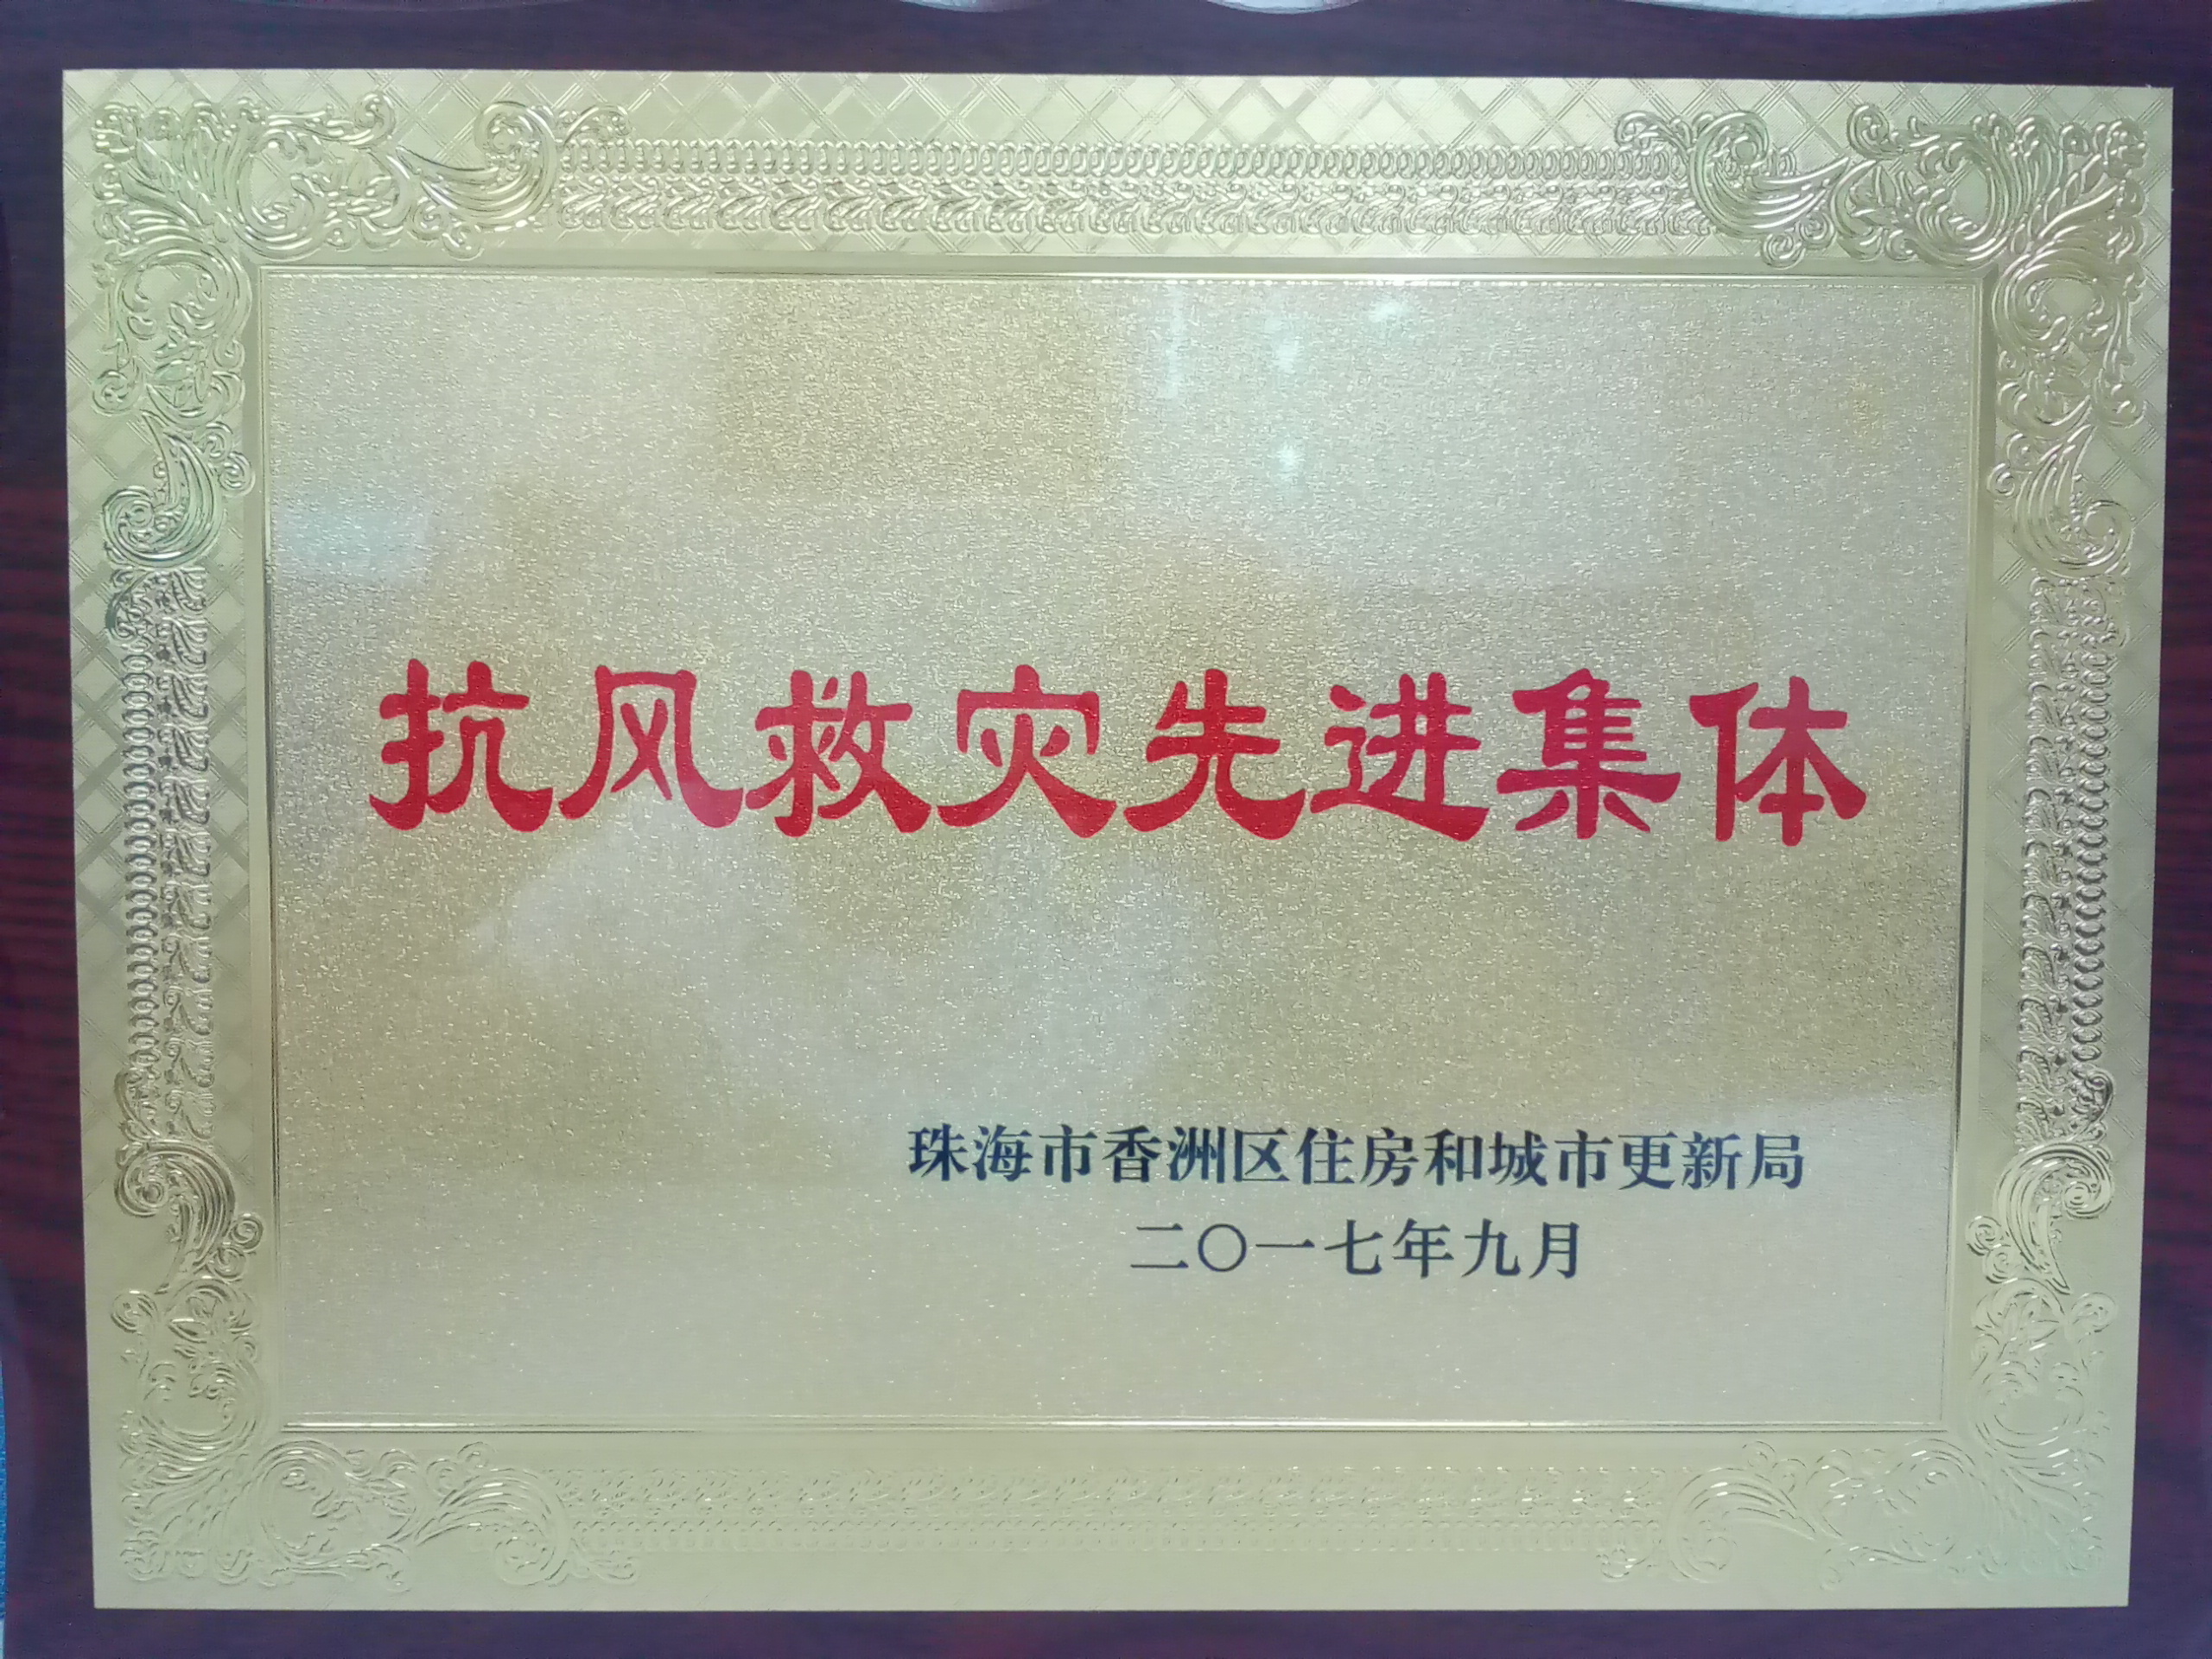 抗风救灾先进集体
珠海市香洲区住房和城市更新局
二〇一七年九月